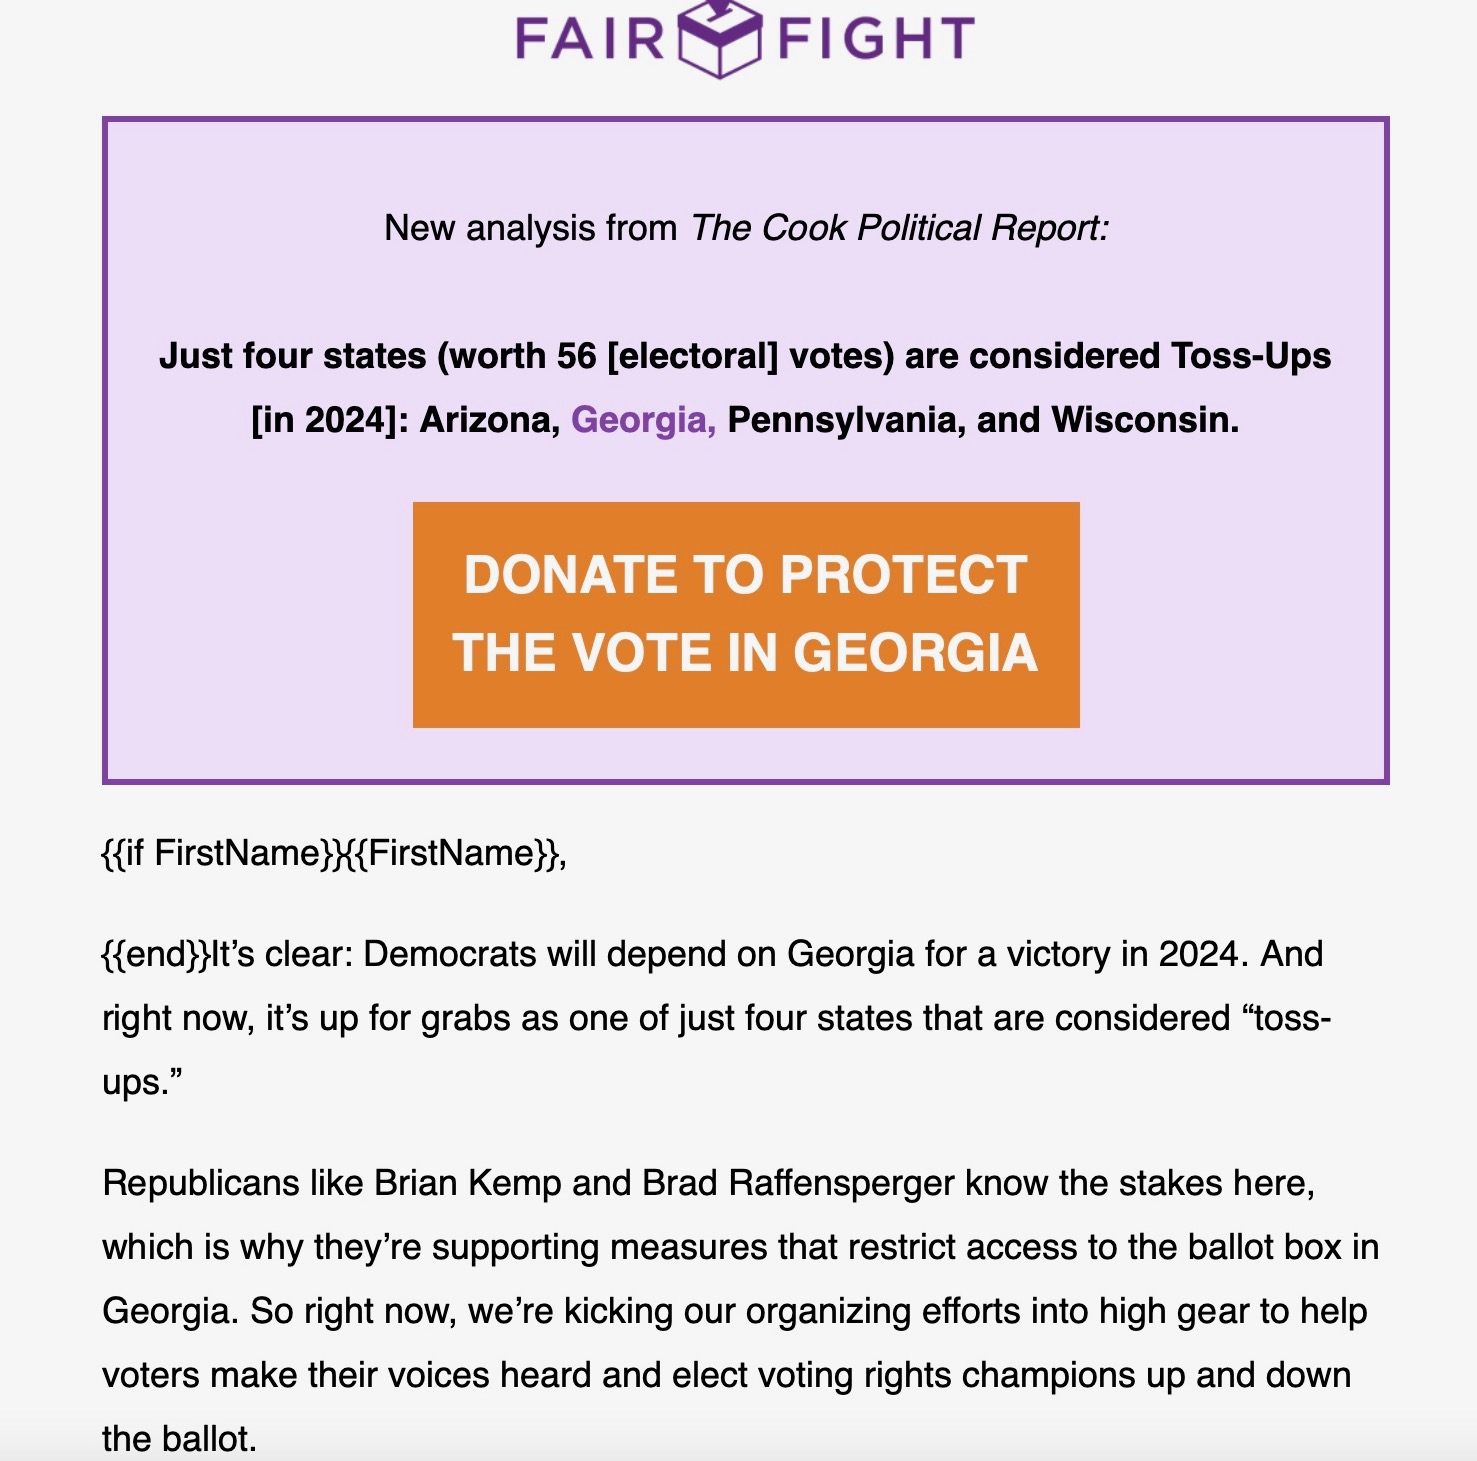 FAIR FIGHT
New analysis from The Cook Political Report:
Just four states (worth 56 [electoral] votes) are considered Toss-Ups
[in 2024]: Arizona, Georgia, Pennsylvania, and Wisconsin.
DONATE TO PROTECT
THE VOTE IN GEORGIA
{{if FirstName}}{{FirstName}},
{{end}}It’s clear: Democrats will depend on Georgia for a victory in 2024. And
right now, it’s up for grabs as one of just four states that are considered “toss-
ups.”
Republicans like Brian Kemp and Brad Raffensperger know the stakes here,
which is why they’re supporting measures that restrict access to the ballot box in
Georgia. So right now, we’re kicking our organizing efforts into high gear to help
voters make their voices heard and elect voting rights champions up and down
the ballot.